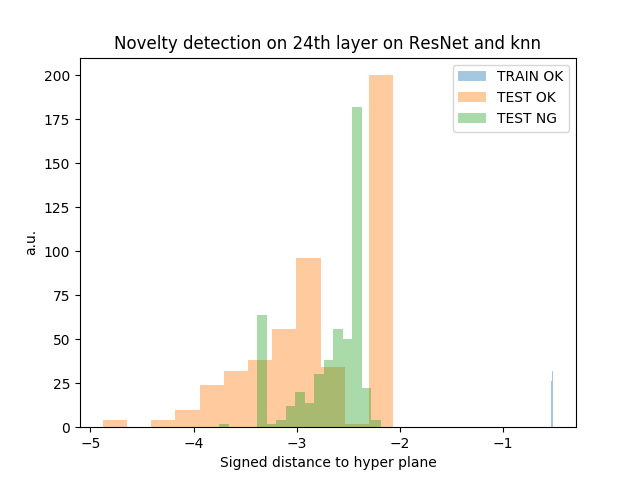 Novelty detection on 24th layer on ResNet and knn
TRAIN OK
TEST OK
TEST NG
200
175
150
125
100
75
50
25
0
a.u.
−5 −4 −3 −2 −1
Signed distance to hyper plane